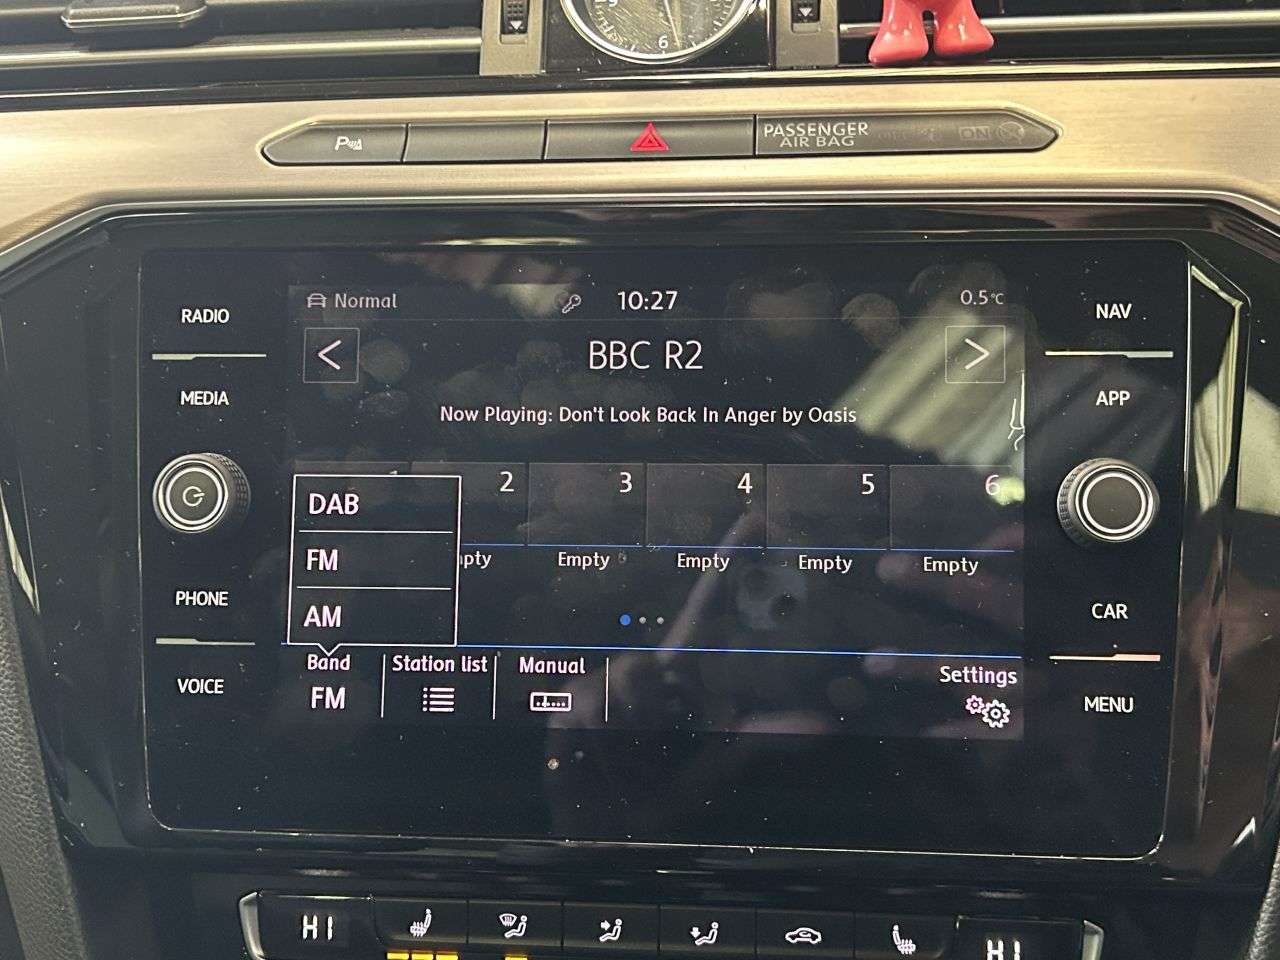 6
P
PASSENGER
AIR BAG
ON
RADIO
MEDIA
PHONE
VOICE
Normal
10:27
0.5°C
<
BBC R2
>
Now Playing: Don't Look Back In Anger by Oasis
2
3
4
5
6
DAB
FM
AM
Empty
Empty
Empty
Empty
Band
FM
Station list
Manual
Settings
NAV
APP
CAR
MENU
HI
HI